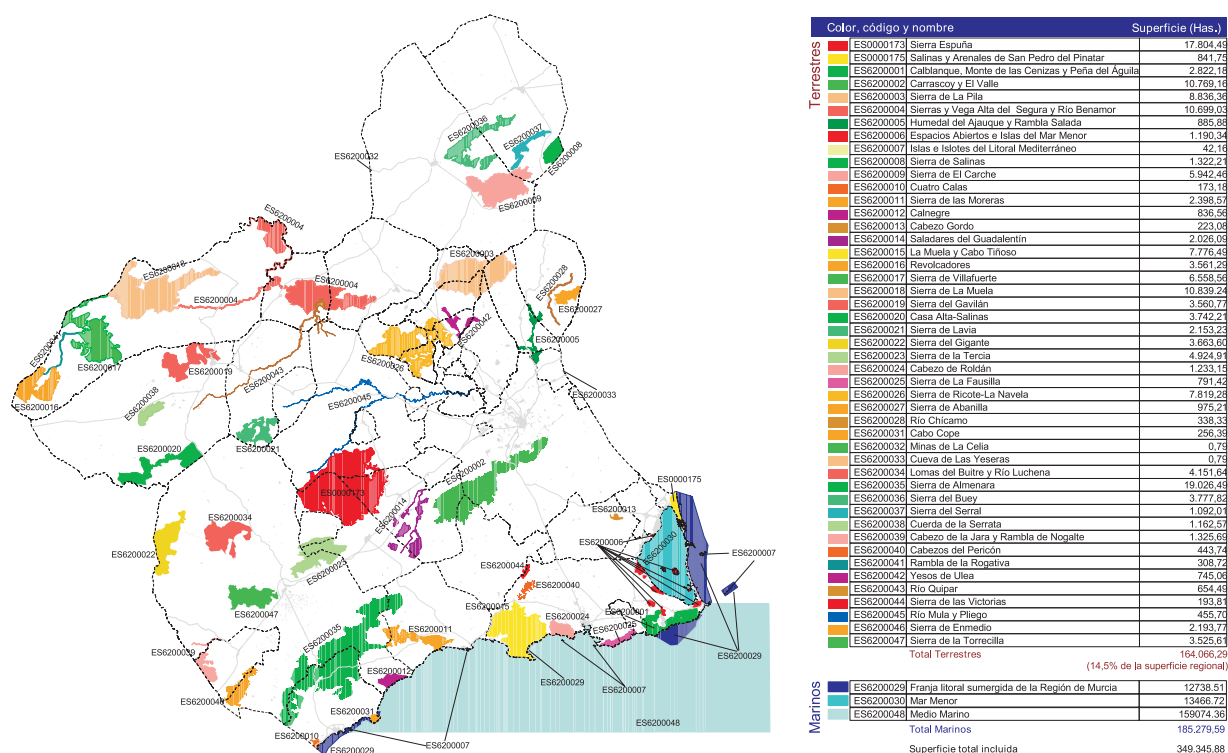 ES6200036
ES6200037
ES6200008
ES6200032
ES6200009
ES6200004
ES6200003
ES6200018
ES6200028
ES6200004
ES6200004
ES6200027
ES6200042
ES6200005
ES6200041
ES6200017
ES6200019
ES6200026
ES6200043
ES6200033
ES6200016
ES6200038
ES6200045
ES6200021
ES6200020
ES6200002
ES0000175
ES0000173
ES6200014
ES6200013
ES6200034
ES6200006
ES6200030
ES6200007
ES6200022
ES6200023
ES6200044
ES6200040
ES6200047
ES6200015
ES6200024
ES6200001
ES6200035
ES6200011
ES6200025
ES6200039
ES6200029
ES6200012
ES6200029
ES6200007
ES6200046
ES6200031
ES6200048
ES6200010
ES6200007
ES6200029
Color, código y nombre Superficie (Has.)
Terrestres
ES0000173 Sierra Espuña 17.804,49
ES0000175 Salinas y Arenales de San Pedro del Pinatar 841,75
ES6200001 Calblanque, Monte de las Cenizas y Peña del Águila 2.822,18
ES6200002 Carrascoy y El Valle 10.769,16
ES6200003 Sierra de La Pila 8.836,36
ES6200004 Sierras y Vega Alta del Segura y Río Benamor 10.699,03
ES6200005 Humedal del Ajauque y Rambla Salada 885,88
ES6200006 Espacios Abiertos e Islas del Mar Menor 1.190,34
ES6200007 Islas e Islotes del Litoral Mediterráneo 42,16
ES6200008 Sierra de Salinas 1.322,21
ES6200009 Sierra de El Carche 5.942,46
ES6200010 Cuatro Calas 173,18
ES6200011 Sierra de las Moreras 2.398,57
ES6200012 Calnegre 836,56
ES6200013 Cabezo Gordo 223,08
ES6200014 Saladares del Guadalentín 2.026,09
ES6200015 La Muela y Cabo Tiñoso 7.776,49
ES6200016 Revolcadores 3.561,29
ES6200017 Sierra de Villafuerte 6.558,56
ES6200018 Sierra de La Muela 10.839,24
ES6200019 Sierra del Gavilán 3.560,77
ES6200020 Casa Alta-Salinas 3.742,21
ES6200021 Sierra de Lavia 2.153,23
ES6200022 Sierra del Gigante 3.663,60
ES6200023 Sierra de la Tercia 4.924,91
ES6200024 Cabezo de Roldán 1.233,15
ES6200025 Sierra de La Fausilla 791,42
ES6200026 Sierra de Ricote-La Navela 7.819,28
ES6200027 Sierra de Abanilla 975,21
ES6200028 Río Chícamo 338,33
ES6200031 Cabo Cope 256,39
ES6200032 Minas de La Celia 0,79
ES6200033 Cueva de Las Yeseras 0,79
ES6200034 Lomas del Buitre y Río Luchena 4.151,64
ES6200035 Sierra de Almenara 19.026,49
ES6200036 Sierra del Buey 3.777,82
ES6200037 Sierra del Serral 1.092,01
ES6200038 Cuerda de la Serrata 1.162,57
ES6200039 Cabezo de la Jara y Rambla de Nogalte 1.325,69
ES6200040 Cabezos del Pericón 443,74
ES6200041 Rambla de la Rogativa 308,72
ES6200042 Yesos de Ulea 745,06
ES6200043 Río Quipar 654,49
ES6200044 Sierra de las Victorias 193,81
ES6200045 Río Mula y Pliego 455,70
ES6200046 Sierra de Enmedio 2.193,77
ES6200047 Sierra de la Torrecilla 3.525,61
Total Terrestres 164.066,29
(14,5% de la superficie regional)
Marinos
ES6200029 Franja litoral sumergida de la Región de Murcia 12738.51
ES6200030 Mar Menor 13466.72
ES6200048 Medio Marino 159074.36
Total Marinos 185.279,59
Superficie total incluida 349.345,88